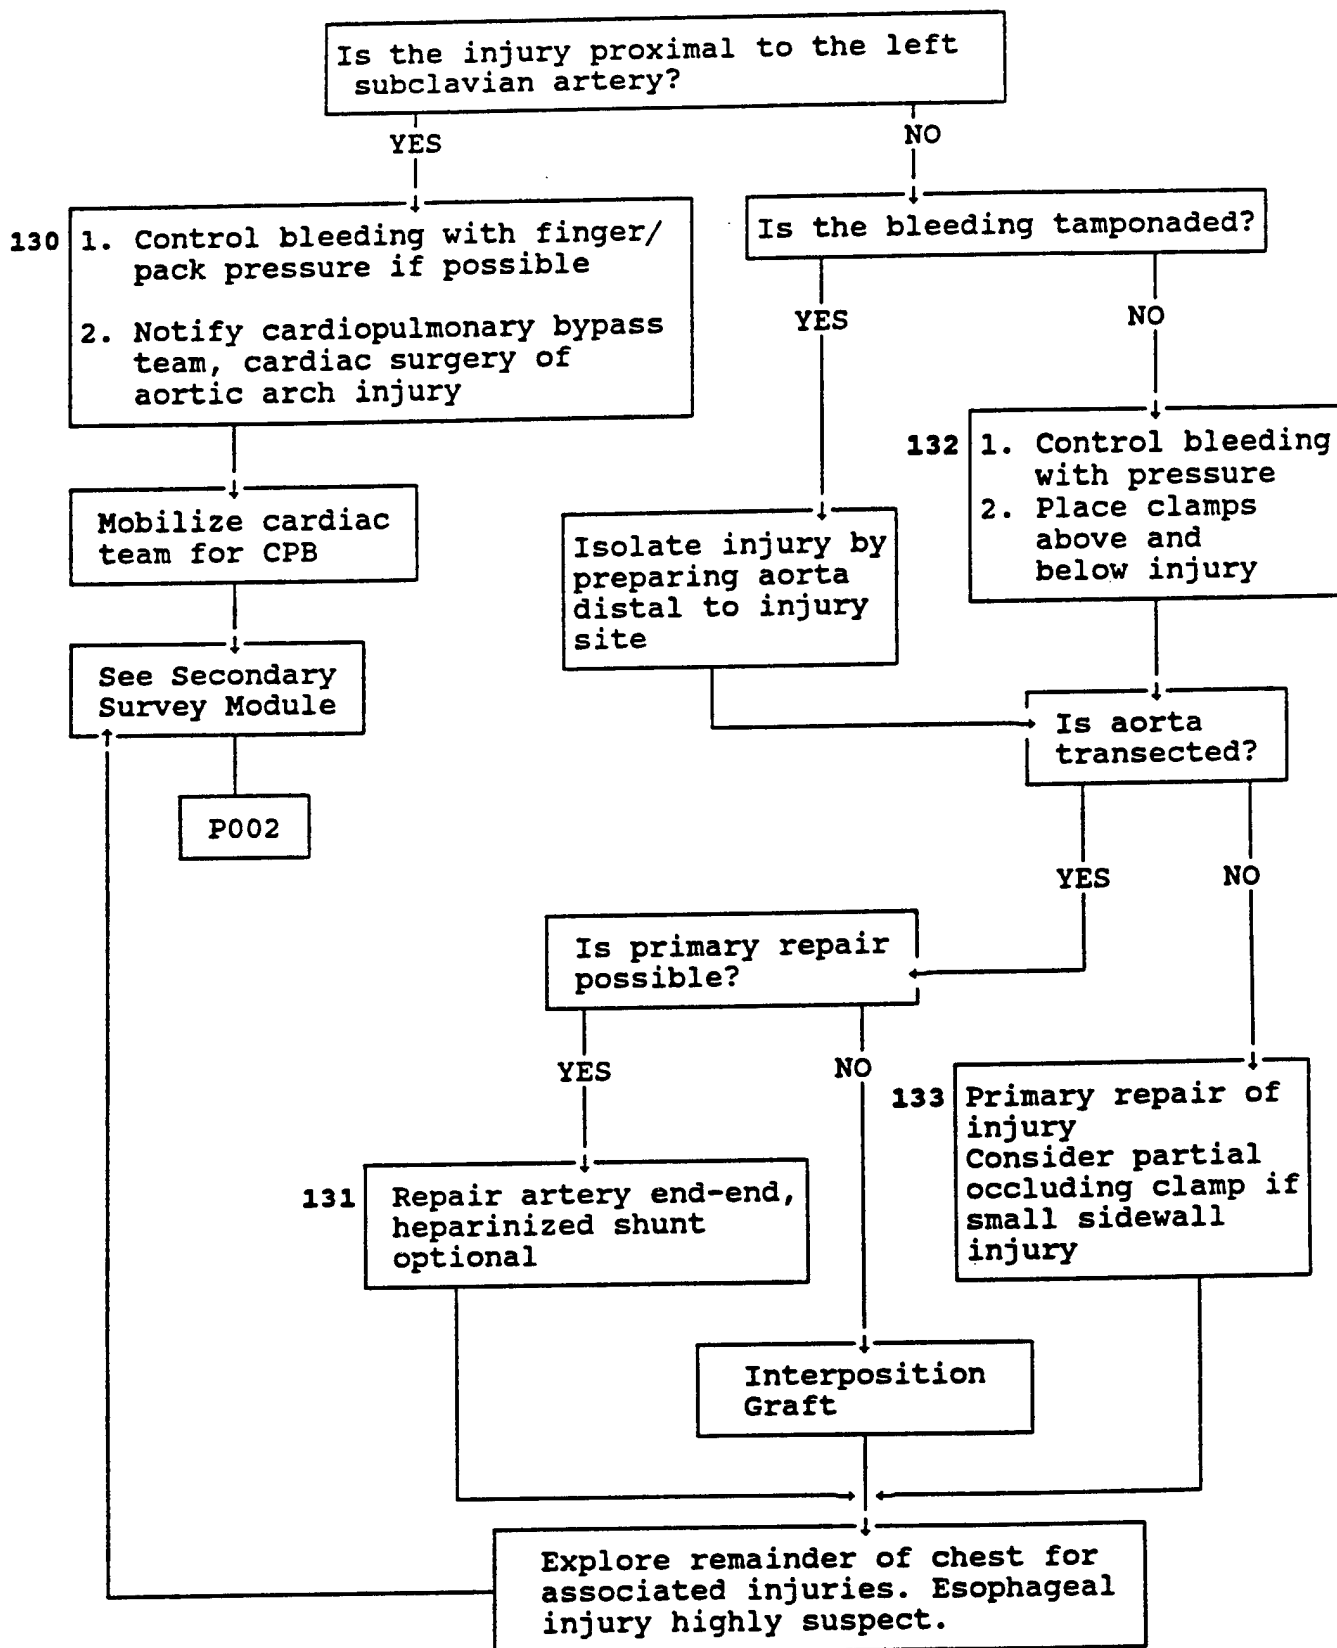 Is the injury proximal to the left
subclavian artery?
YES
NO
130
1. Control bleeding with finger/
pack pressure if possible
2. Notify cardiopulmonary bypass
team, cardiac surgery of
aortic arch injury
Is the bleeding tamponaded?
YES
NO
Mobilize cardiac
team for CPB
Isolate injury by
preparing aorta
distal to injury
site
132
1. Control bleeding
with pressure
2. Place clamps
above and
below injury
See Secondary
Survey Module
P002
Is aorta
transected?
YES
NO
Is primary repair
possible?
YES
NO
133
Primary repair of
injury
Consider partial
occluding clamp if
small sidewall
injury
131
Repair artery end-end,
heparinized shunt
optional
Interposition
Graft
Explore remainder of chest for
associated injuries. Esophageal
injury highly suspect.